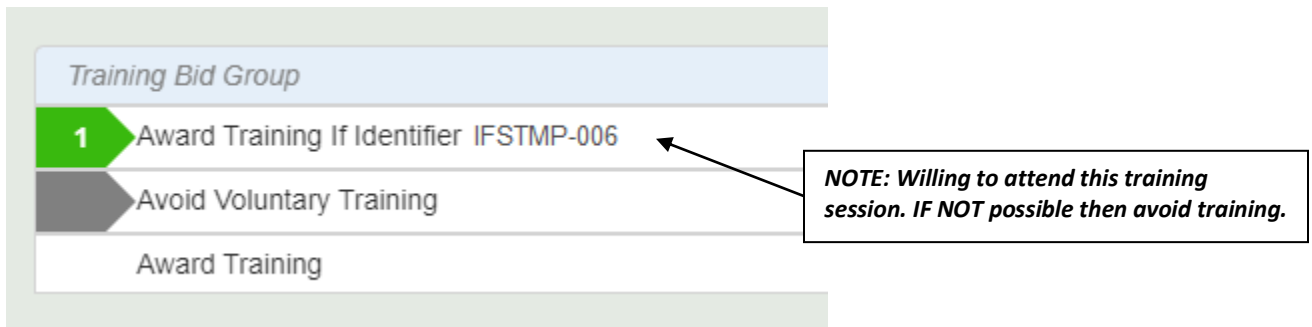 Training Bid Group
1 Award Training If Identifier IFSTMP-006
NOTE: Willing to attend this training
session. IF NOT possible then avoid training.
Avoid Voluntary Training
Award Training